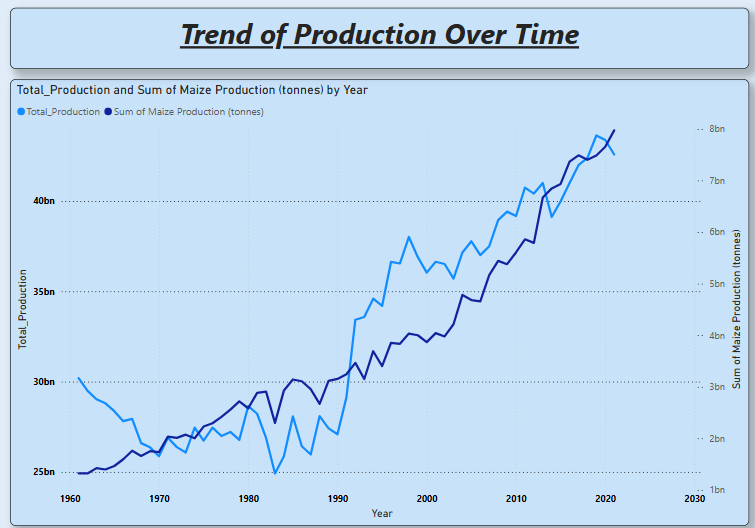 Trend of Production Over Time
Total_Production and Sum of Maize Production (tonnes) by Year
Total_Production Sum of Maize Production (tonnes)
8bn
7bn
40bn
6bn
35bn
5bn
4bn
30bn
3bn
2bn
25bn
1bn
Total_Production
Sum of Maize Production (tonnes)
1960 1970 1980 1990 2000 2010 2020 2030
Year